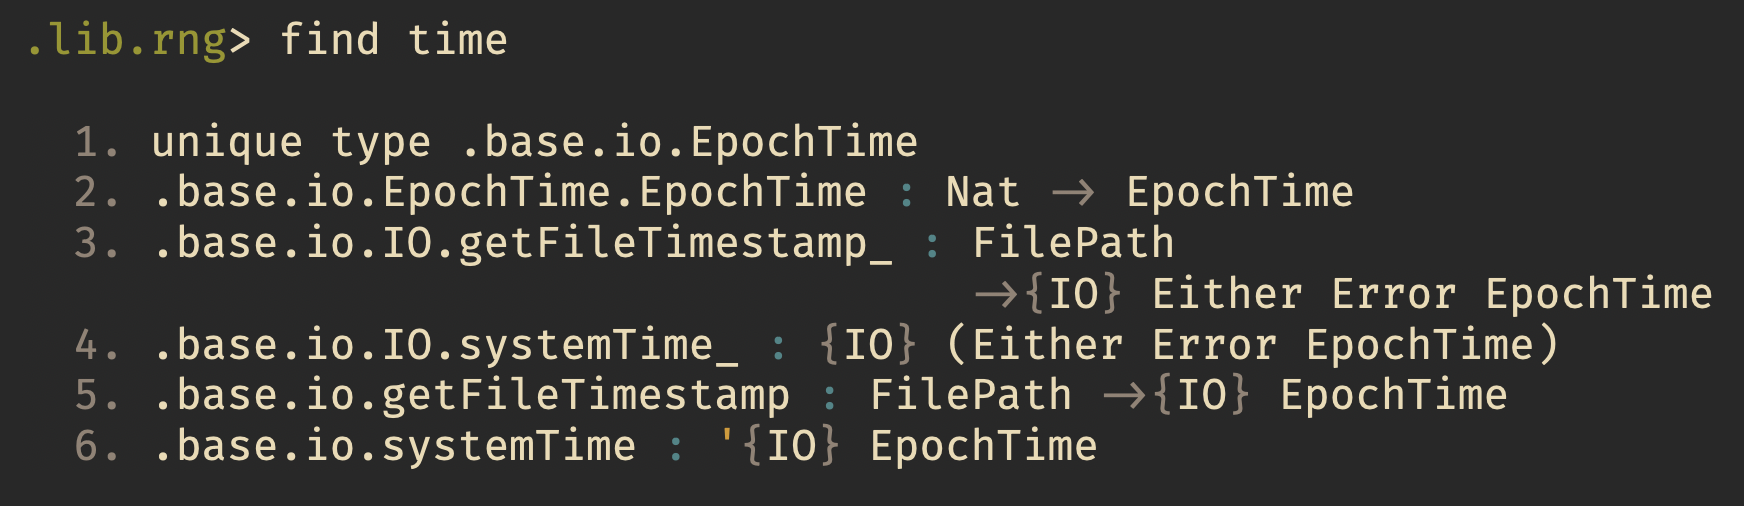 .lib.rng> find time
1. unique type .base.io.EpochTime
2. .base.io.EpochTime.EpochTime : Nat → EpochTime
3. .base.io.IO.getFileTimestamp_ : FilePath
→{IO} Either Error EpochTime
4. .base.io.IO.systemTime_ : {IO} (Either Error EpochTime)
5. .base.io.getFileTimestamp : FilePath →{IO} EpochTime
6. .base.io.systemTime : '{IO} EpochTime